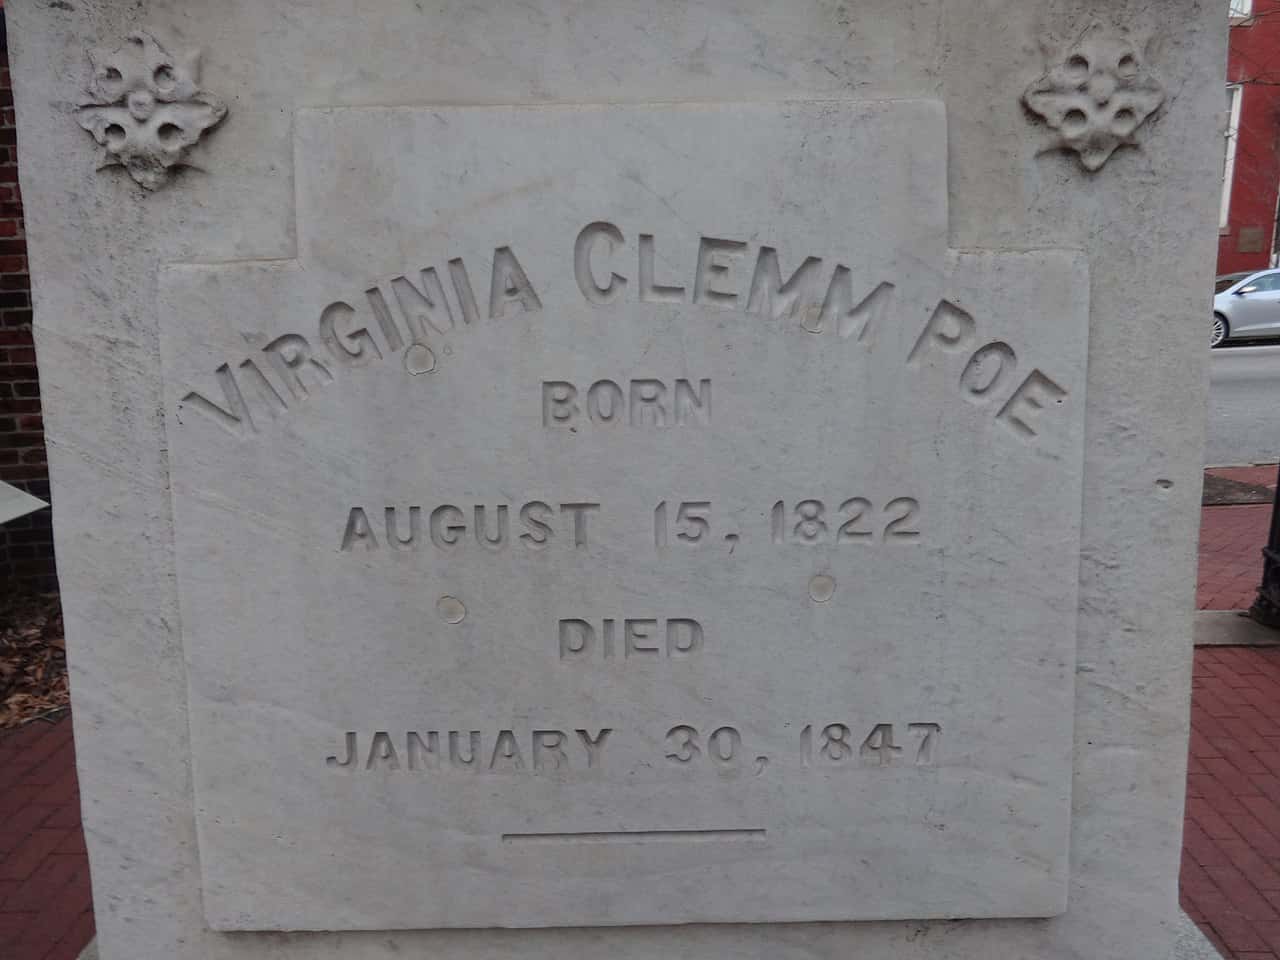 VIRGINIA CLEMM POE
BORN
AUGUST 15, 1822
DIED
JANUARY 30, 1847